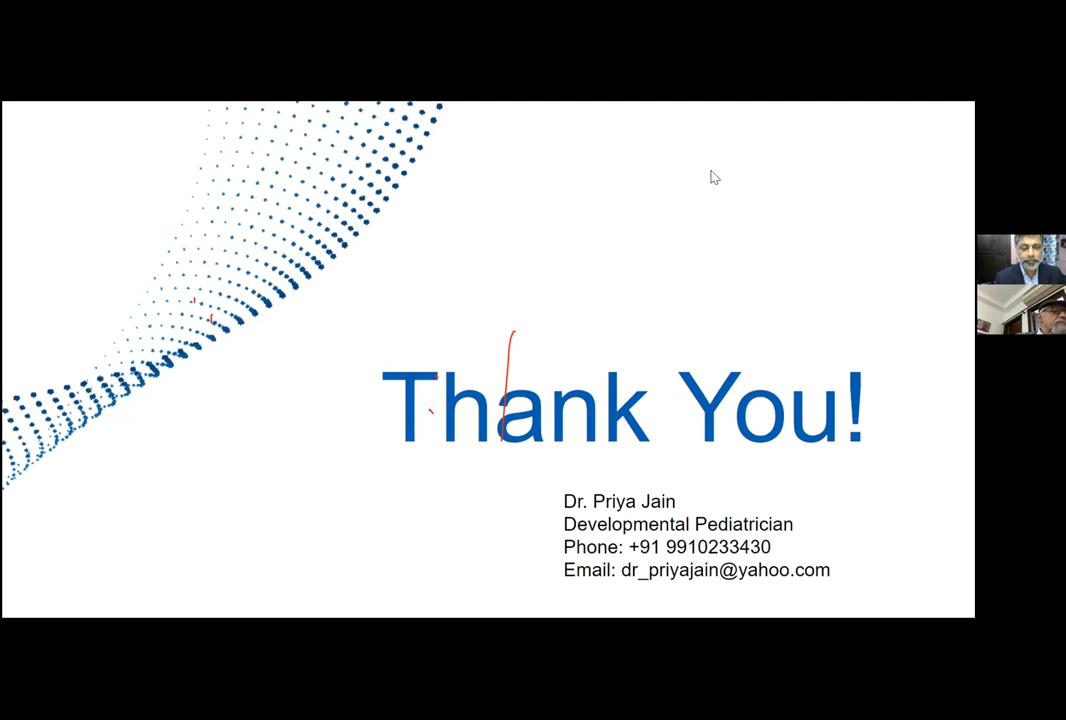 Thank You!
Dr. Priya Jain
Developmental Pediatrician
Phone: +91 9910233430
Email: dr_priyajain@yahoo.com